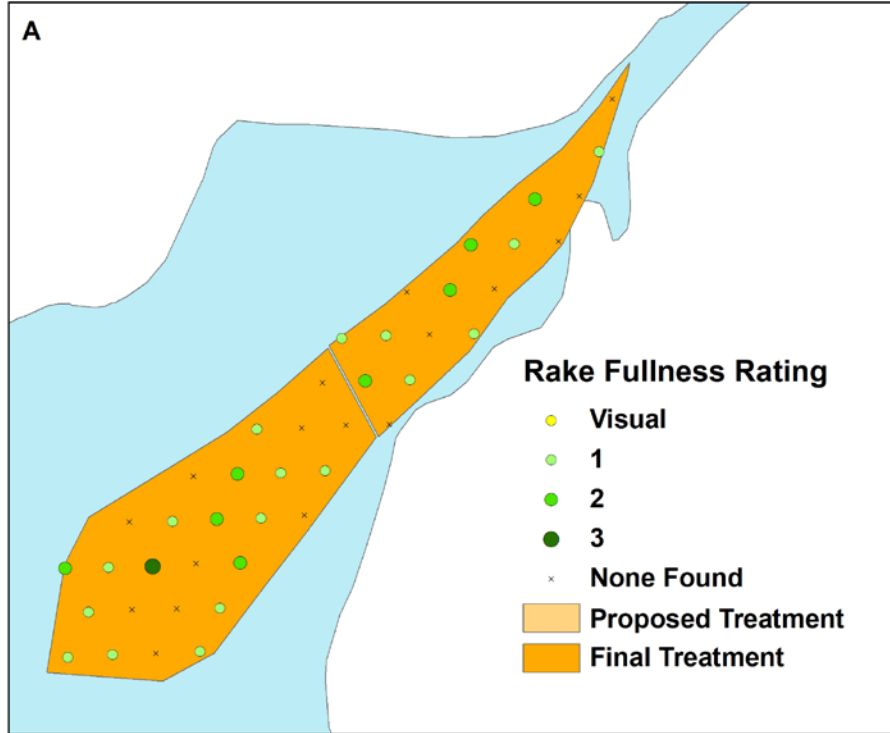 A
Rake Fullness Rating
Visual
1
2
3
None Found
Proposed Treatment
Final Treatment